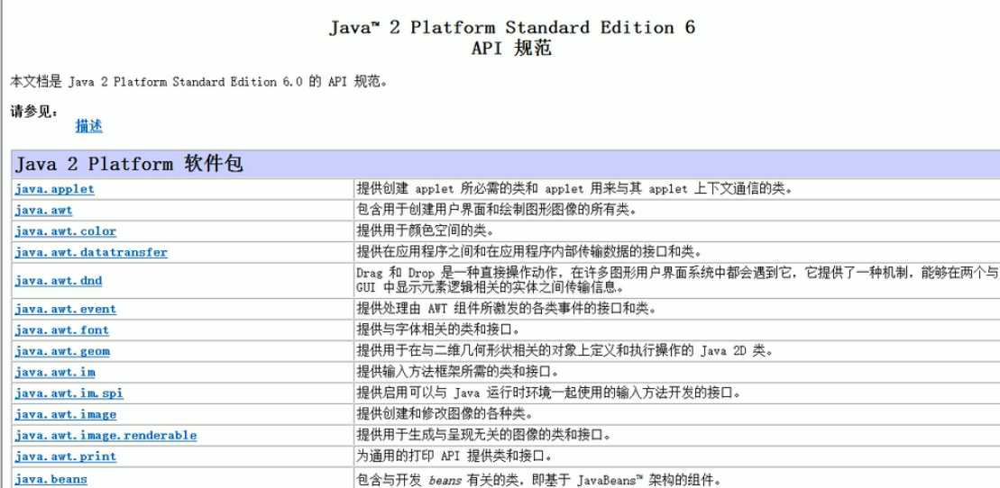 Java™ 2 Platform Standard Edition 6
API 规范
本文档是 Java 2 Platform Standard Edition 6.0 的 API 规范。
请参见：
描述
Java 2 Platform 软件包
java.applet 提供创建 applet 所必需的类和 applet 用来与其 applet 上下文通信的类。
java.awt 包含用于创建用户界面和绘制图形图像的所有类。
java.awt.color 提供用于颜色空间的类。
java.awt.datatransfer 提供在应用程序之间和在应用程序内部传输数据的接口和类。
java.awt.dnd Drag 和 Drop 是一种直接操作动作，在许多图形用户界面系统中都会遇到它，它提供了一种机制，能够在两个与
GUI 中显示元素逻辑相关的实体之间传输信息。
java.awt.event 提供处理由 AWT 组件所激发的各类事件的接口和类。
java.awt.font 提供与字体相关的类和接口。
java.awt.geom 提供用于在与二维几何形状相关的对象上定义和执行操作的 Java 2D 类。
java.awt.im 提供输入方法框架所需的类和接口。
java.awt.im.spi 提供启用可以与 Java 运行时环境一起使用的输入方法开发的接口。
java.awt.image 提供创建和修改图像的各种类。
java.awt.image.renderable 提供用于生成与呈现无关的图像的类和接口。
java.awt.print 为通用的打印 API 提供类和接口。
java.beans 包含与开发 beans 有关的类，即基于 JavaBeans™ 架构的组件。